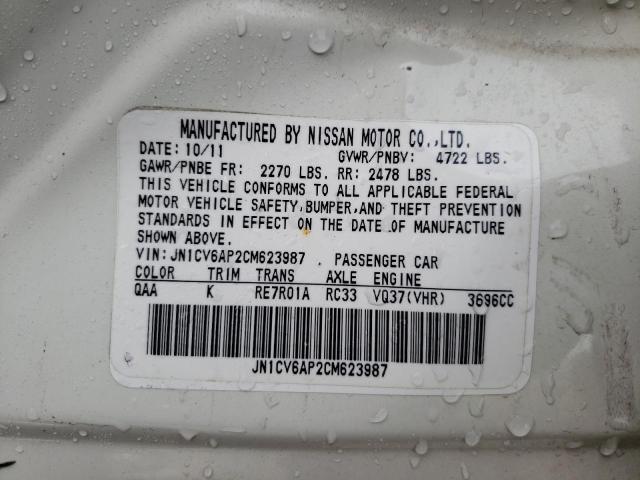 MANUFACTURED BY NISSAN MOTOR CO.,LTD.
DATE: 10/11 GVWR/PNBV: 4722 LBS.
GAWR/PNBE FR: 2270 LBS. RR: 2478 LBS.
THIS VEHICLE CONFORMS TO ALL APPLICABLE FEDERAL
MOTOR VEHICLE SAFETY,BUMPER,AND THEFT PREVENTION
STANDARDS IN EFFECT ON THE DATE OF MANUFACTURE
SHOWN ABOVE.
VIN:JN1CV6AP2CM623987 . PASSENGER CAR
COLOR TRIM TRANS AXLE ENGINE
QAA K RE7R01A RC33 VQ37(VHR) 3696CC
JN1CV6AP2CM623987